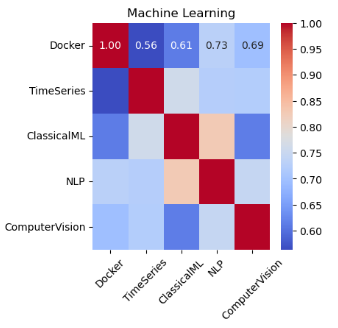 Machine Learning
Docker 1.00 0.56 0.61 0.73 0.69
TimeSeries
ClassicalML
NLP
ComputerVision
Docker
TimeSeries
ClassicalML
NLP
ComputerVision
1.00
0.95
0.90
0.85
0.80
0.75
0.70
0.65
0.60